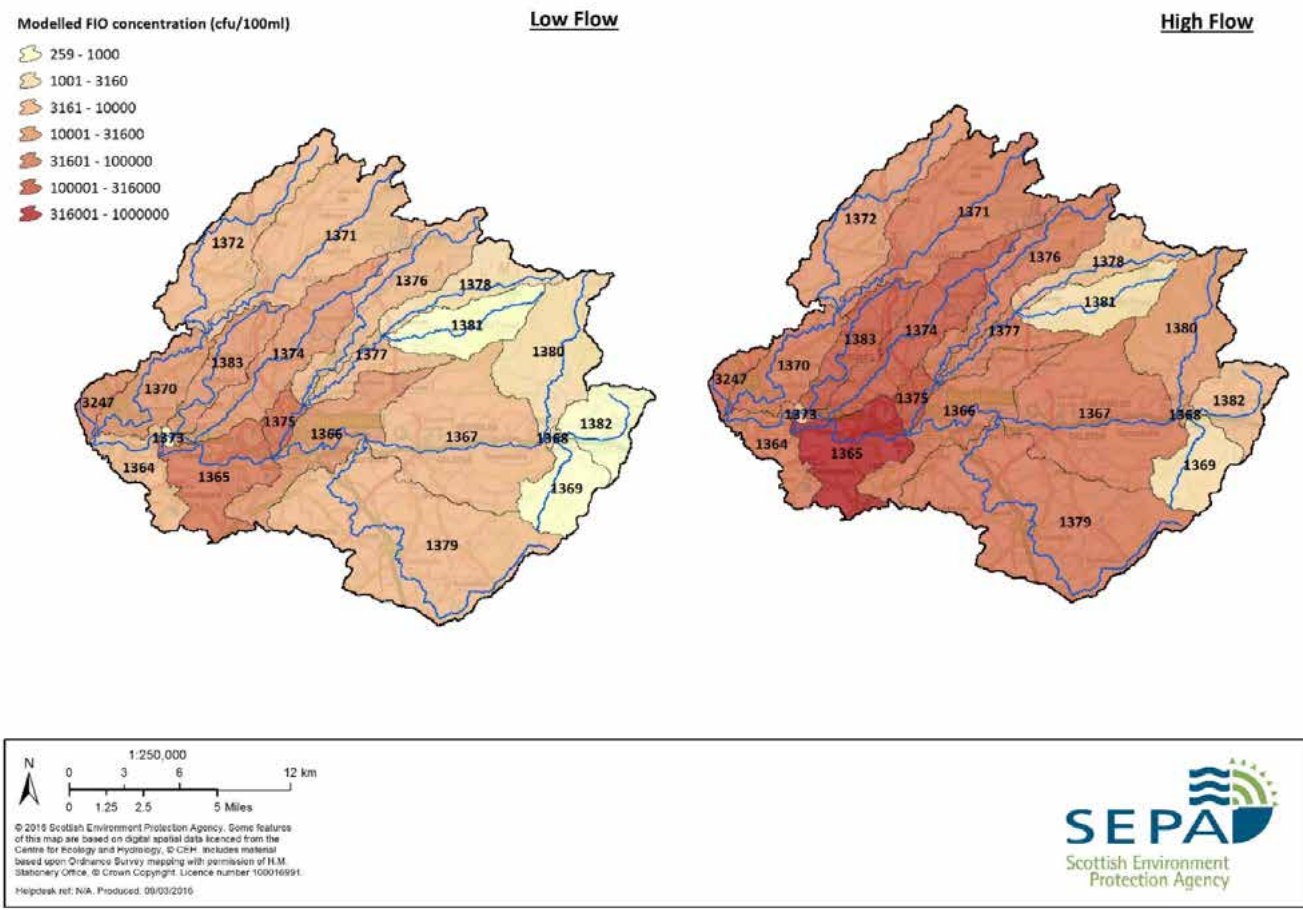 Modelled FIO concentration (cfu/100ml)
259 - 1000
1001 - 3160
3161 - 10000
10001 - 31600
31601 - 100000
100001 - 316000
316001 - 1000000
Low Flow
1372
1371
1376
1378
1381
1380
1374
1377
1383
1370
3247
1375
1373
1366
1367
1368
1382
1364
1365
1369
1379
High Flow
1372
1371
1376
1378
1381
1380
1374
1377
1383
1370
3247
1375
1373
1366
1367
1368
1382
1364
1365
1369
1379
N
1:250,000
0 3 6 12 km
0 1.25 2.5 5 Miles
© 2016 Scottish Environment Protection Agency. Some features
of this map are based on digital spatial data licenced from the
Centre for Ecology and Hydrology, © CEH. Includes material
based upon Ordnance Survey mapping with permission of H.M.
Stationery Office, © Crown Copyright. Licence number 100016991.
Helpdesk ref: N/A. Produced: 09/03/2016
SEPA
Scottish Environment
Protection Agency